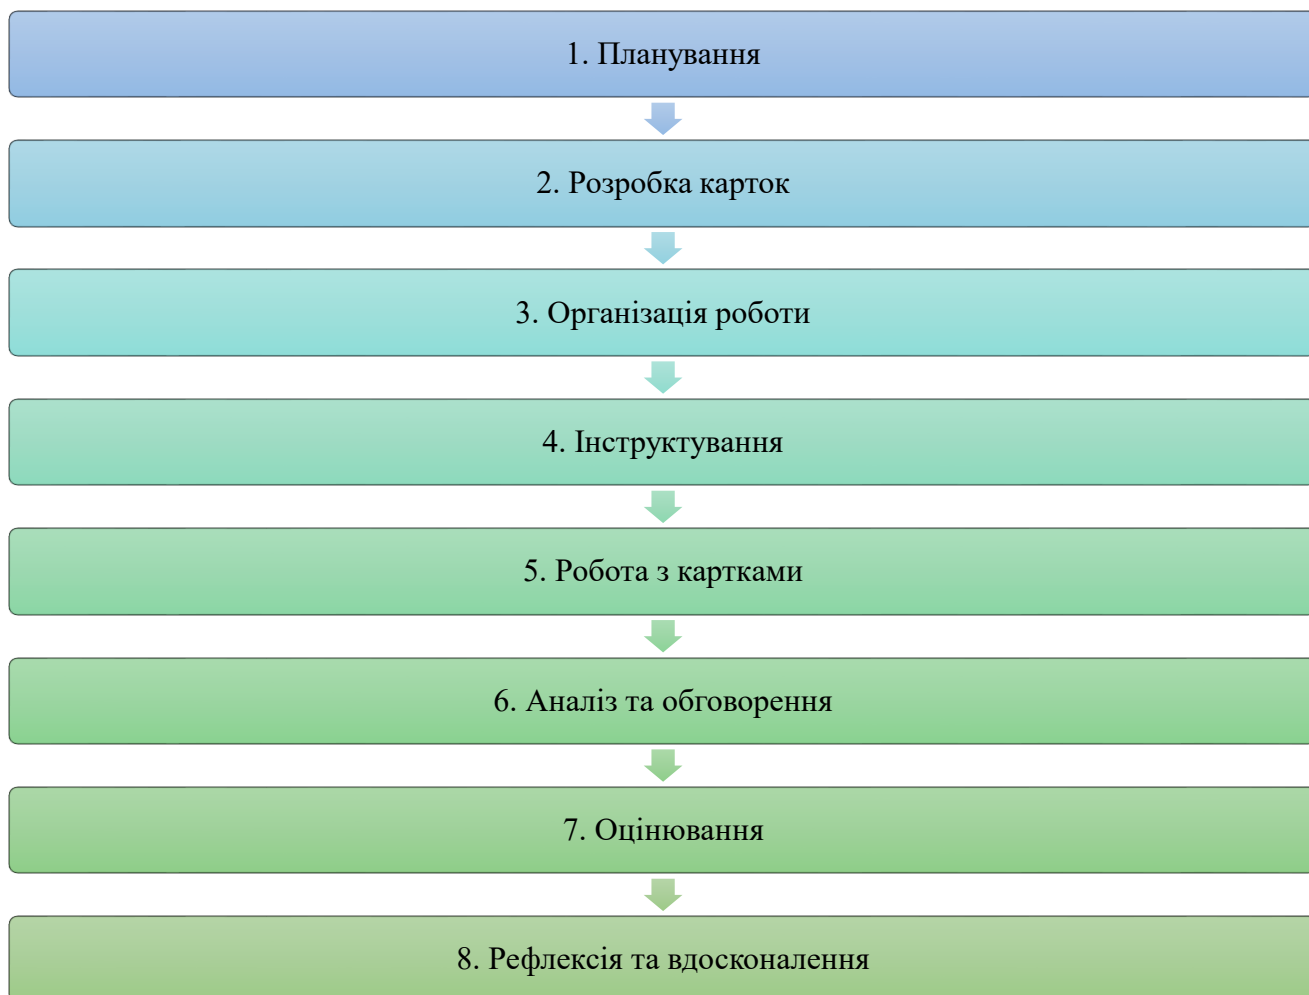 1. Планування
2. Розробка карток
3. Організація роботи
4. Інструктування
5. Робота з картками
6. Аналіз та обговорення
7. Оцінювання
8. Рефлексія та вдосконалення